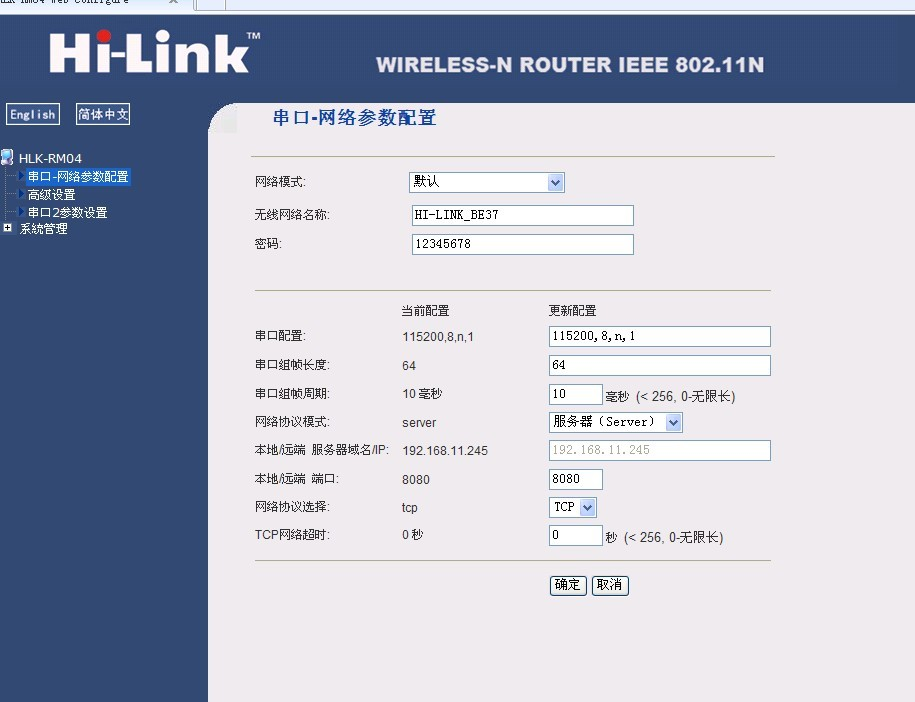 Hi-Link™
WIRELESS-N ROUTER IEEE 802.11N
English 简体中文
HLK-RM04
串口-网络参数配置
高级设置
串口2参数设置
系统管理
串口-网络参数配置
网络模式: 默认
无线网络名称: HI-LINK_BE37
密码: 12345678
当前配置 更新配置
串口配置: 115200,8,n,1 115200,8,n,1
串口组帧长度: 64 64
串口组帧周期: 10 毫秒 10 毫秒 (< 256, 0-无限长)
网络协议模式: server 服务器（Server）
本地/远端 服务器域名/IP: 192.168.11.245 192.168.11.245
本地/远端 端口: 8080 8080
网络协议选择: tcp TCP
TCP网络超时: 0 秒 0 秒 (< 256, 0-无限长)
确定 取消